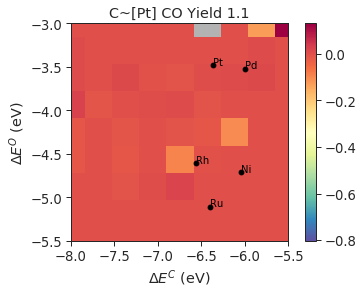 C~[Pt] CO Yield 1.1
-3.0
-3.5
-4.0
-4.5
-5.0
-5.5
ΔE^O (eV)
Pt
Pd
Rh
Ni
Ru
-8.0 -7.5 -7.0 -6.5 -6.0 -5.5
ΔE^C (eV)
0.0
-0.2
-0.4
-0.6
-0.8